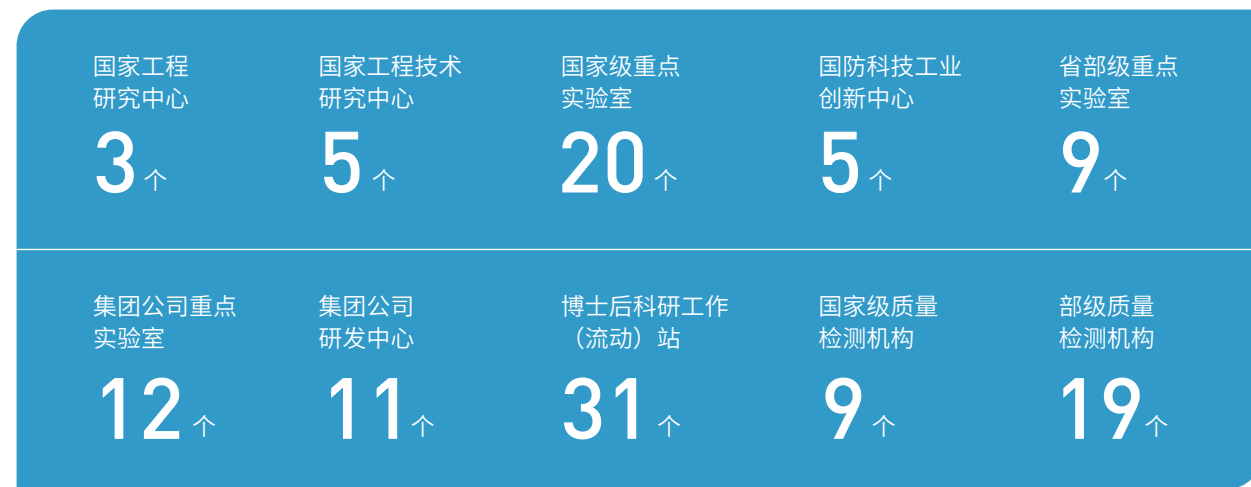 国家工程
研究中心
3个
国家工程技术
研究中心
5个
国家级重点
实验室
20个
国防科技工业
创新中心
5个
省部级重点
实验室
9个
集团公司重点
实验室
12个
集团公司
研发中心
11个
博士后科研工作
（流动）站
31个
国家级质量
检测机构
9个
部级质量
检测机构
19个